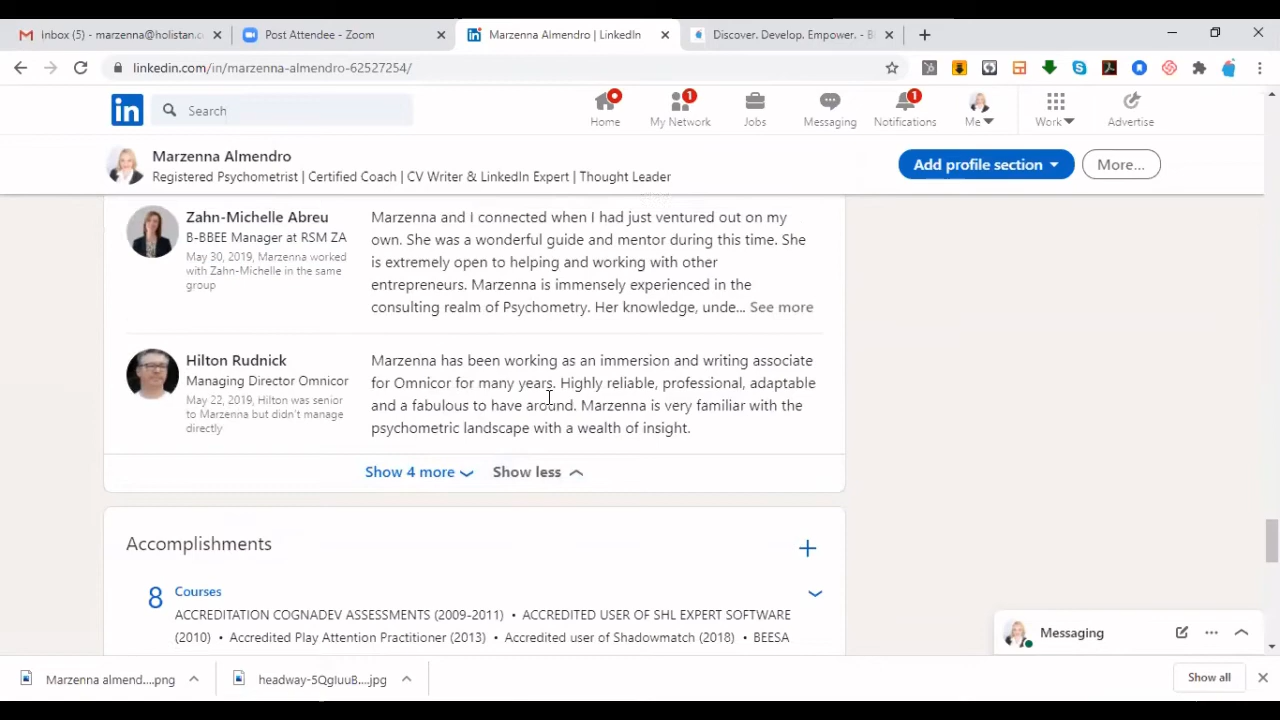 inbox (5) - marzenna@holistan.c
Post Attendee - Zoom
Marzenna Almendro | LinkedIn
Discover. Develop. Empower. - B
linkedin.com/in/marzenna-almendro-62527254/
in
Search
Home
1
My Network
Jobs
Messaging
1
Notifications
Me
Work
Advertise
Marzenna Almendro
Registered Psychometrist | Certified Coach | CV Writer & LinkedIn Expert | Thought Leader
Add profile section
More...
Zahn-Michelle Abreu
B-BBEE Manager at RSM ZA
May 30, 2019, Marzenna worked
with Zahn-Michelle in the same
group
Marzenna and I connected when I had just ventured out on my
own. She was a wonderful guide and mentor during this time. She
is extremely open to helping and working with other
entrepreneurs. Marzenna is immensely experienced in the
consulting realm of Psychometry. Her knowledge, unde... See more
Hilton Rudnick
Managing Director Omnicor
May 22, 2019, Hilton was senior
to Marzenna but didn't manage
directly
Marzenna has been working as an immersion and writing associate
for Omnicor for many years. Highly reliable, professional, adaptable
and a fabulous to have around. Marzenna is very familiar with the
psychometric landscape with a wealth of insight.
Show 4 more
Show less
Accomplishments
8
Courses
ACCREDITATION COGNADEV ASSESSMENTS (2009-2011) • ACCREDITED USER OF SHL EXPERT SOFTWARE
(2010) • Accredited Play Attention Practitioner (2013) • Accredited user of Shadowmatch (2018) • BEESA
Messaging
Marzenna almend....png
headway-5QgIuuB....jpg
Show all